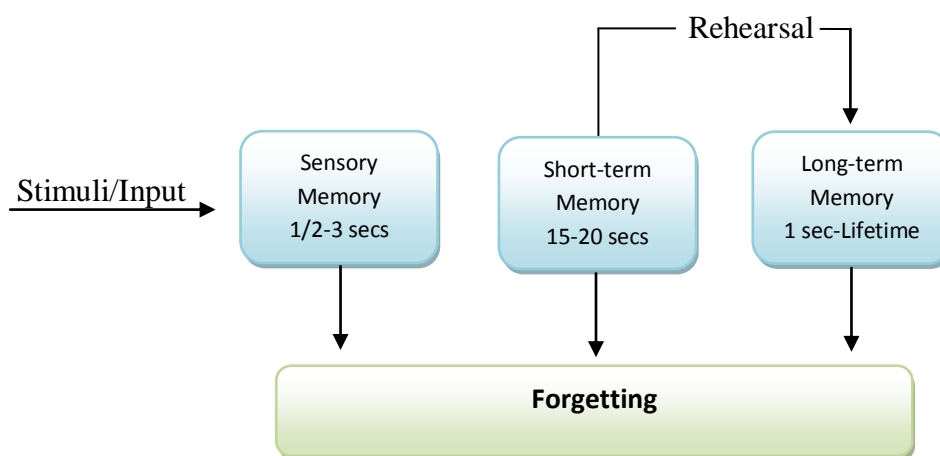 Rehearsal
Stimuli/Input
Sensory
Memory
1/2-3 secs
Short-term
Memory
15-20 secs
Long-term
Memory
1 sec-Lifetime
Forgetting